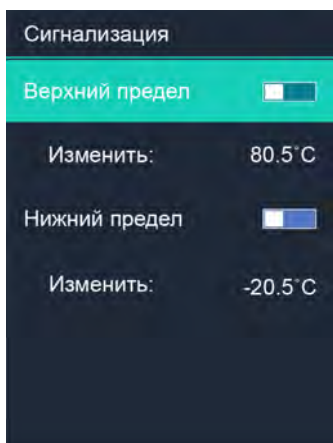 Сигнализация
Верхний предел
Изменить: 80.5°C
Нижний предел
Изменить: -20.5°C